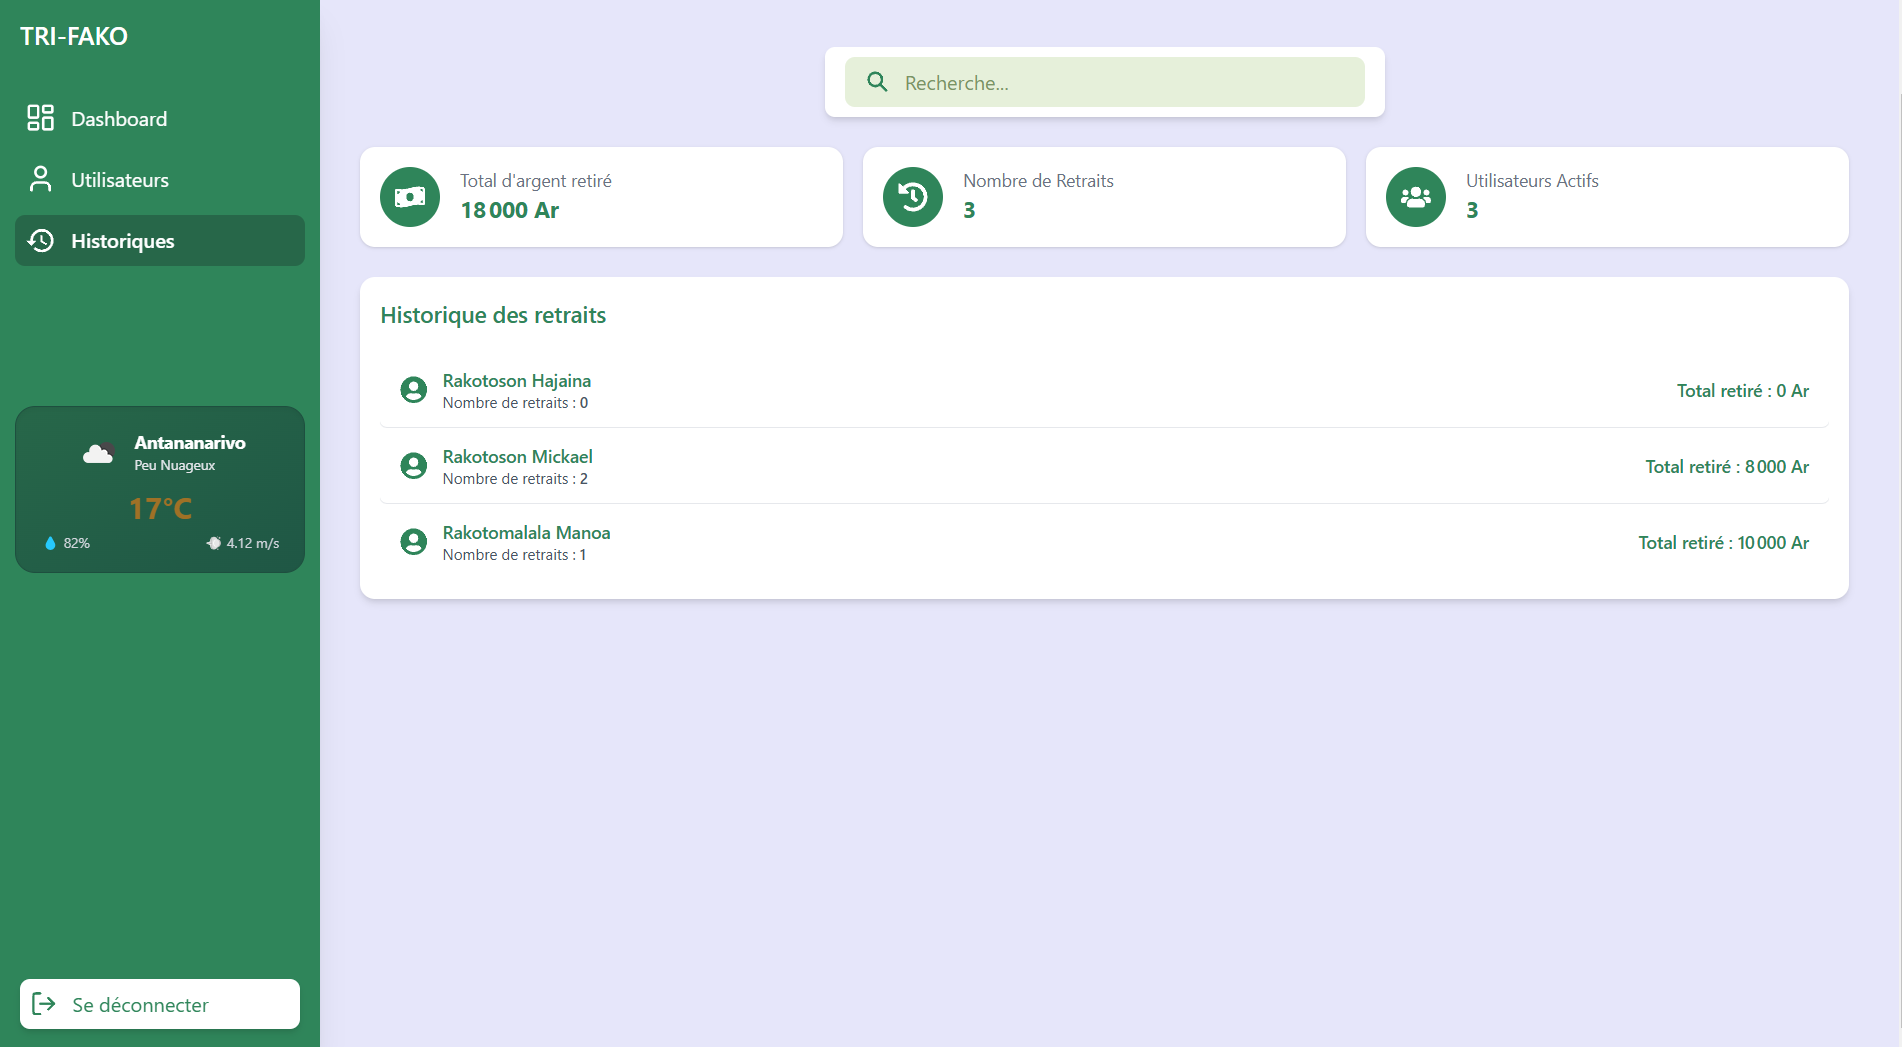 TRI-FAKO
Dashboard
Utilisateurs
Historiques
Antananarivo
Peu Nuageux
17°C
82%
4.12 m/s
Se déconnecter
Recherche...
Total d'argent retiré
18 000 Ar
Nombre de Retraits
3
Utilisateurs Actifs
3
Historique des retraits
Rakotoson Hajaina
Nombre de retraits : 0
Total retiré : 0 Ar
Rakotoson Mickael
Nombre de retraits : 2
Total retiré : 8 000 Ar
Rakotomalala Manoa
Nombre de retraits : 1
Total retiré : 10 000 Ar